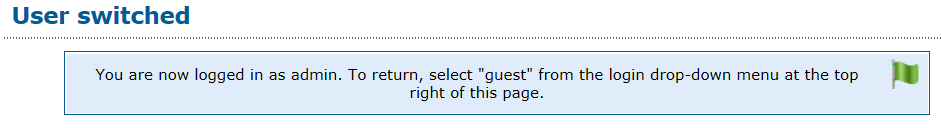 User switched
You are now logged in as admin. To return, select "guest" from the login drop-down menu at the top
right of this page.